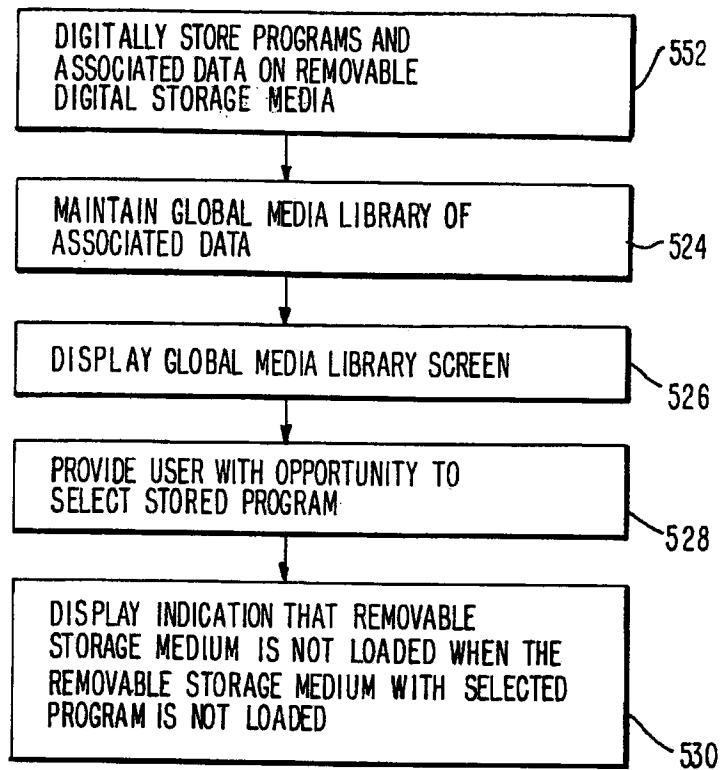 DIGITALLY STORE PROGRAMS AND
ASSOCIATED DATA ON REMOVABLE
DIGITAL STORAGE MEDIA
552
MAINTAIN GLOBAL MEDIA LIBRARY OF
ASSOCIATED DATA
524
DISPLAY GLOBAL MEDIA LIBRARY SCREEN
526
PROVIDE USER WITH OPPORTUNITY TO
SELECT STORED PROGRAM
528
DISPLAY INDICATION THAT REMOVABLE
STORAGE MEDIUM IS NOT LOADED WHEN THE
REMOVABLE STORAGE MEDIUM WITH SELECTED
PROGRAM IS NOT LOADED
530